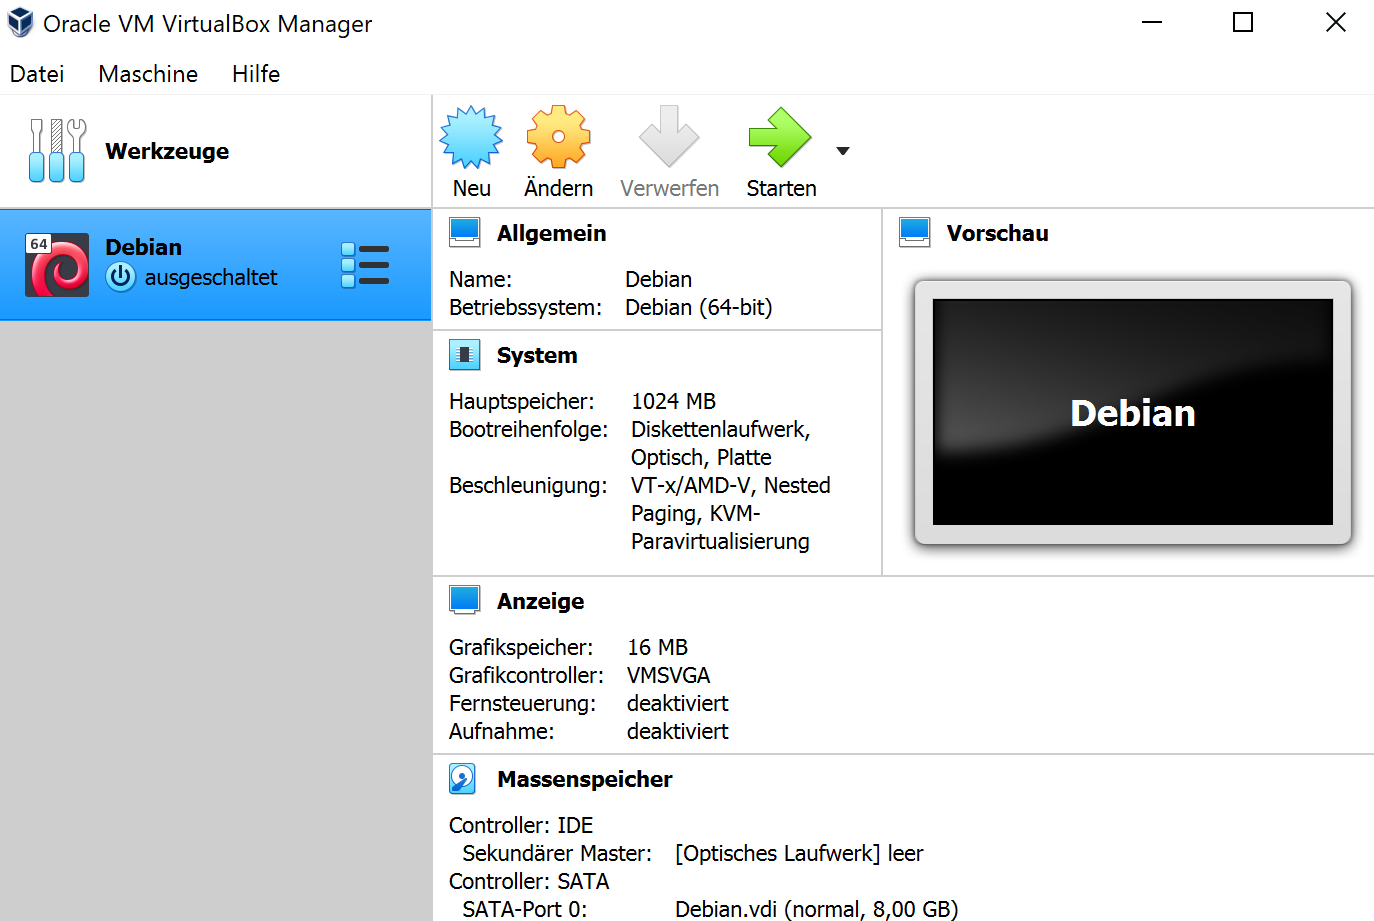 Oracle VM VirtualBox Manager
Datei Maschine Hilfe
Werkzeuge
Neu Ändern Verwerfen Starten
64
Debian
ausgeschaltet
Allgemein
Name: Debian
Betriebssystem: Debian (64-bit)
System
Hauptspeicher: 1024 MB
Bootreihenfolge: Diskettenlaufwerk,
Optisch, Platte
Beschleunigung: VT-x/AMD-V, Nested
Paging, KVM-
Paravirtualisierung
Vorschau
Debian
Anzeige
Grafikspeicher: 16 MB
Grafikcontroller: VMSVGA
Fernsteuerung: deaktiviert
Aufnahme: deaktiviert
Massenspeicher
Controller: IDE
Sekundärer Master: [Optisches Laufwerk] leer
Controller: SATA
SATA-Port 0: Debian.vdi (normal, 8,00 GB)